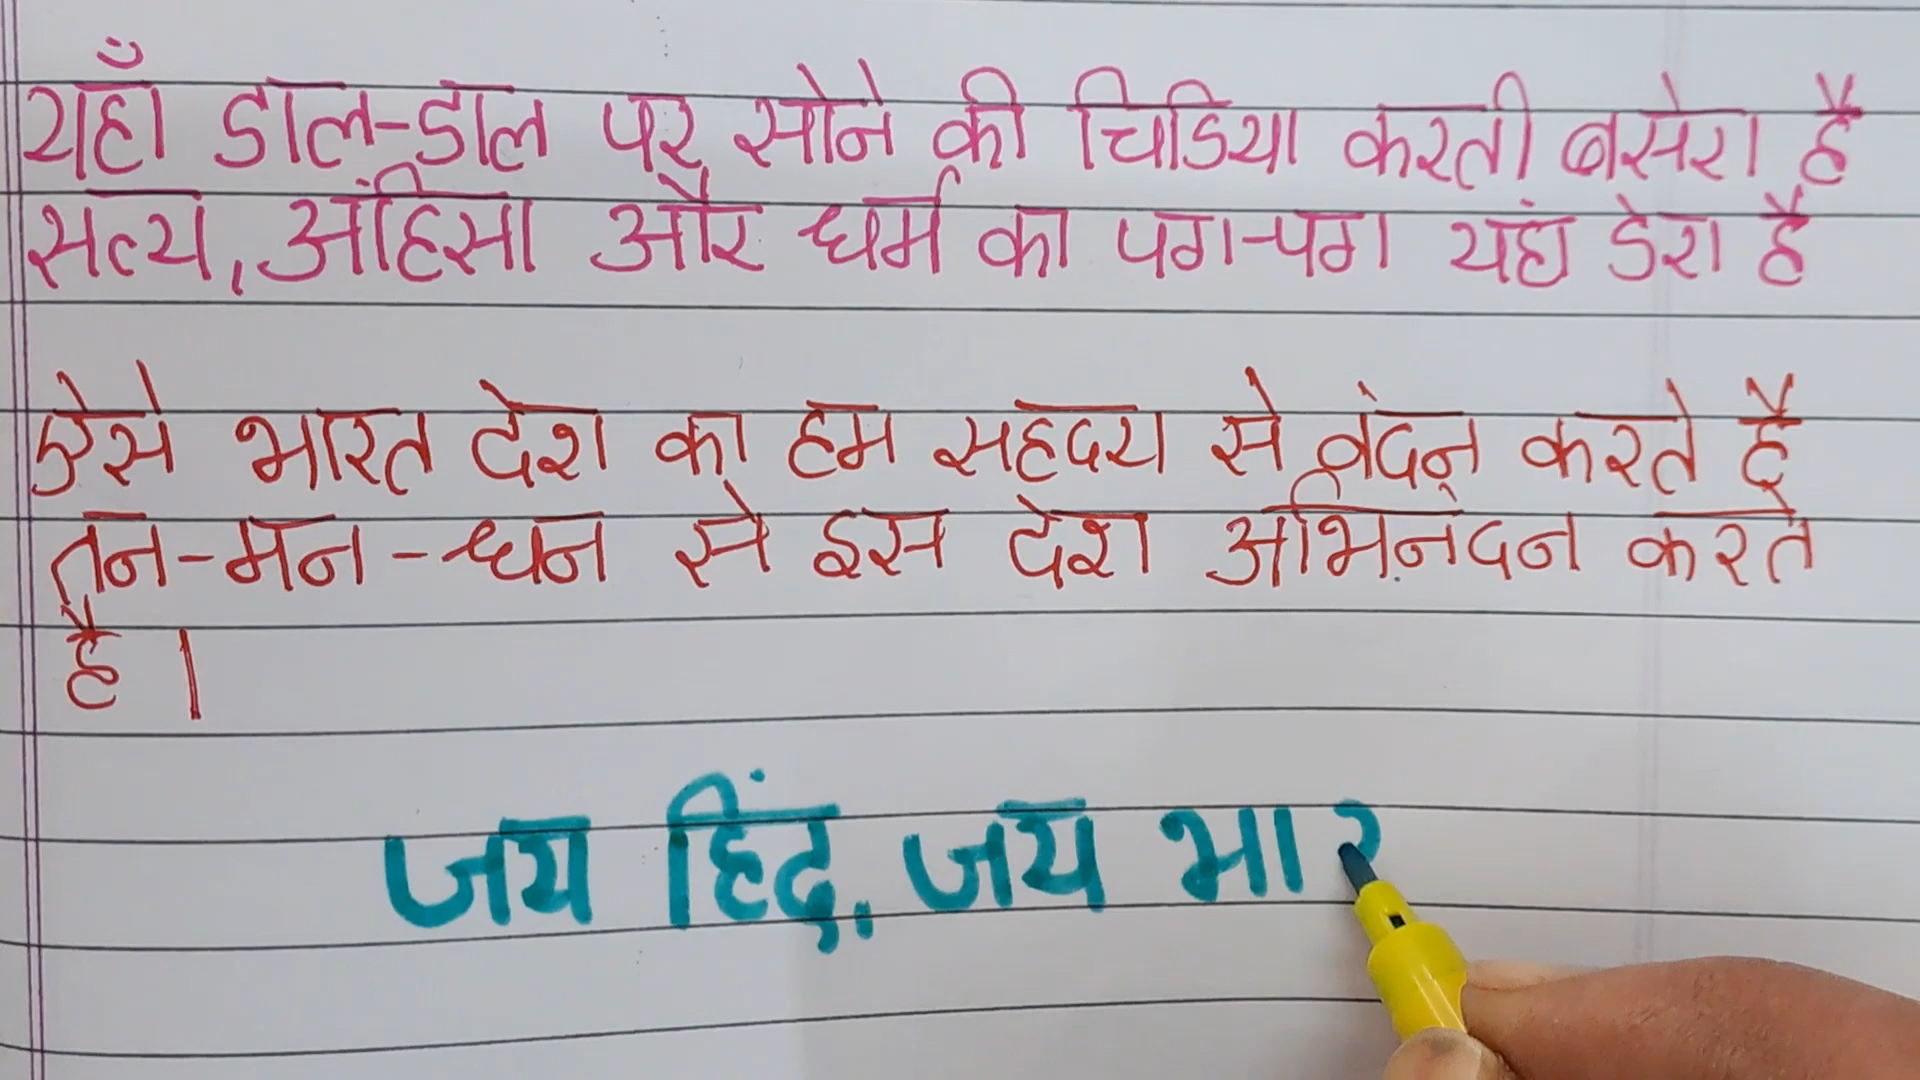 यहाँ डाल-डाल पर सोने की चिडिया करती बसेरा है
सत्य, अंहिसा और धर्म का पग-पग यहां डेरा है
ऐसे भारत देश का हम सहृदय से वंदन करते है
तन-मन-धन से इस देश अभिनंदन करते
है।
जय हिंद, जय भार